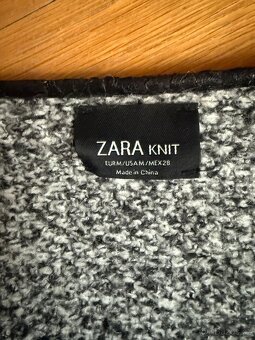 ZARA KNIT
EUR M/USA M/MEX 28
Made in China